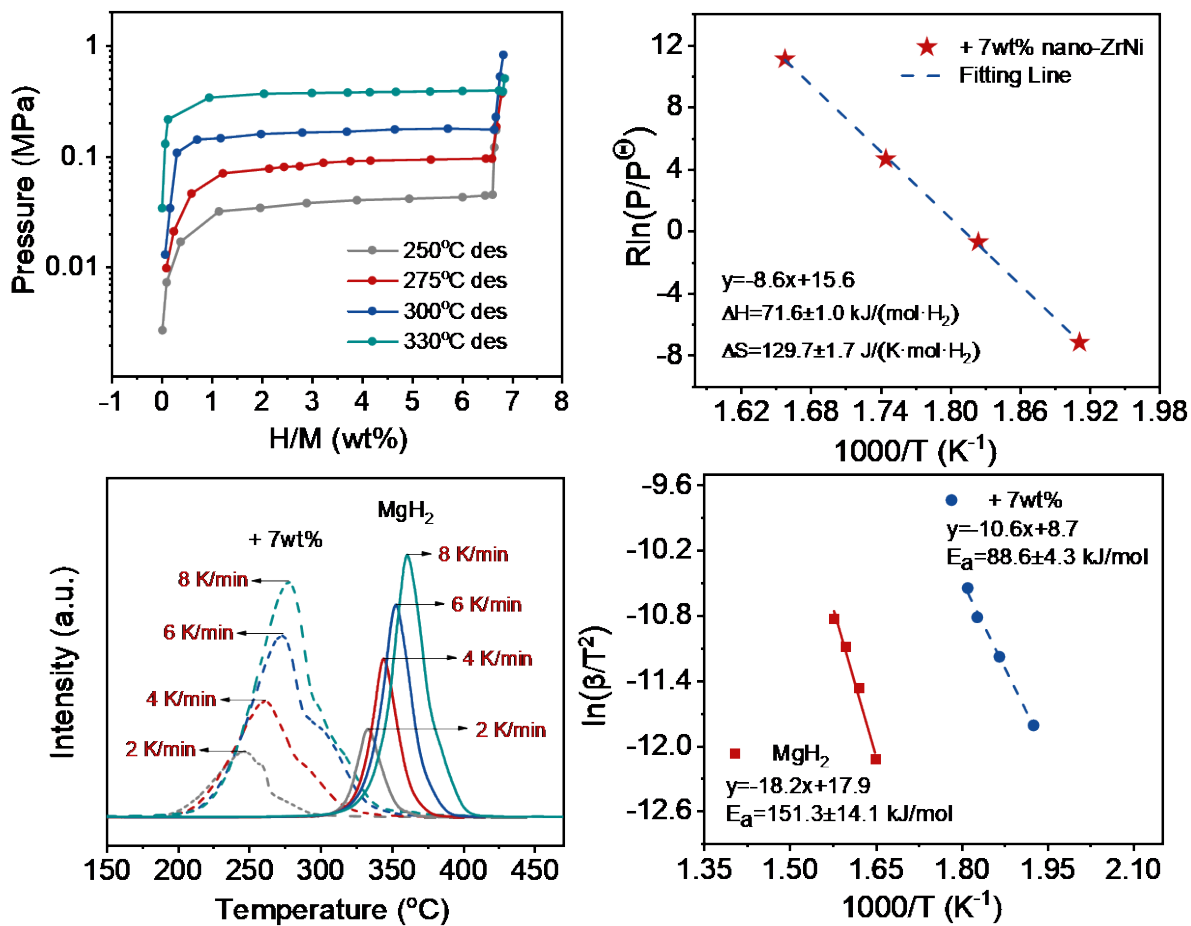 1
0.1
0.01
Pressure (MPa)
250⁰C des
275⁰C des
300⁰C des
330⁰C des
−1 0 1 2 3 4 5 6 7 8
H/M (wt%)
12
8
4
0
-4
-8
Rln(P/P^Θ)
+ 7wt% nano-ZrNi
Fitting Line
y=-8.6x+15.6
ΔH=71.6±1.0 kJ/(mol·H₂)
ΔS=129.7±1.7 J/(K·mol·H₂)
1.62 1.68 1.74 1.80 1.86 1.92 1.98
1000/T (K⁻¹)
Intensity (a.u.)
MgH₂
+ 7wt%
8 K/min
6 K/min
4 K/min
2 K/min
8 K/min
6 K/min
4 K/min
2 K/min
150 200 250 300 350 400 450
Temperature (⁰C)
−9.6
−10.2
−10.8
−11.4
−12.0
−12.6
ln(β/T²)
+ 7wt%
y=-10.6x+8.7
Eₐ=88.6±4.3 kJ/mol
MgH₂
y=-18.2x+17.9
Eₐ=151.3±14.1 kJ/mol
1.35 1.50 1.65 1.80 1.95 2.10
1000/T (K⁻¹)